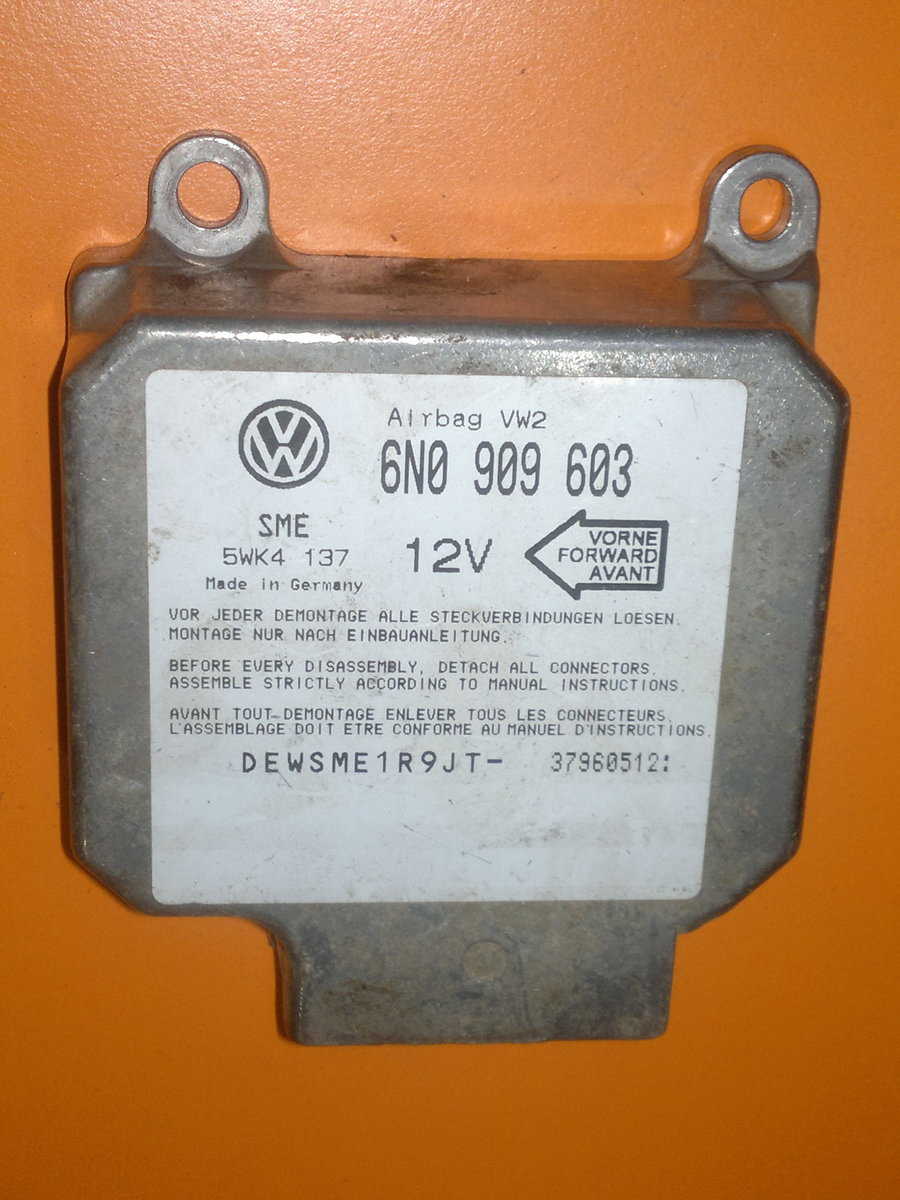 Airbag VW2
6N0 909 603
SME
5WK4 137
Made in Germany
12V
VORNE
FORWARD
AVANT
VOR JEDER DEMONTAGE ALLE STECKVERBINDUNGEN LOESEN.
MONTAGE NUR NACH EINBAUANLEITUNG.
BEFORE EVERY DISASSEMBLY, DETACH ALL CONNECTORS.
ASSEMBLE STRICTLY ACCORDING TO MANUAL INSTRUCTIONS.
AVANT TOUT DEMONTAGE ENLEVER TOUS LES CONNECTEURS.
L'ASSEMBLAGE DOIT ETRE CONFORME AU MANUEL D'INSTRUCTIONS.
DEWSME1R9JT- 37960512: